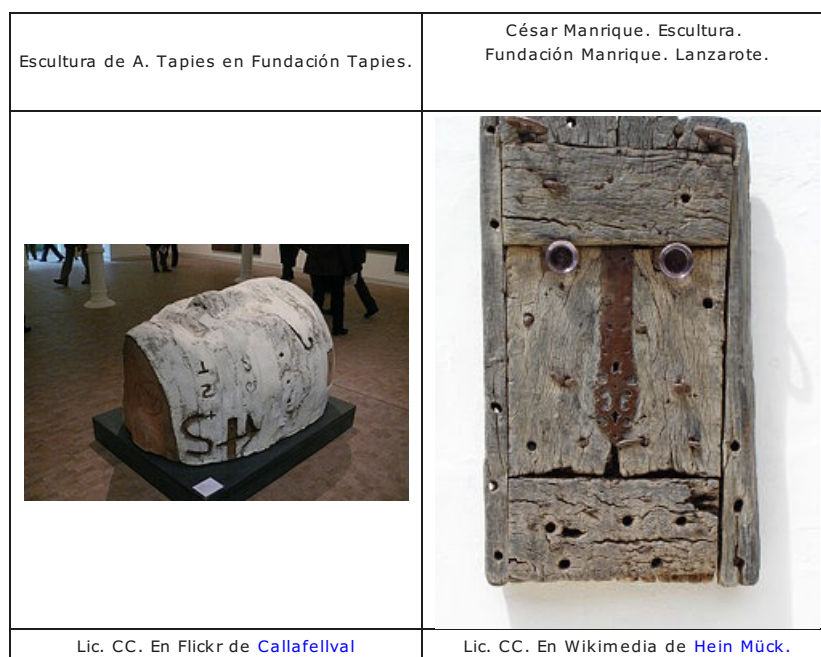 Escultura de A. Tapies en Fundación Tapies.
César Manrique. Escultura.
Fundación Manrique. Lanzarote.
Lic. CC. En Flickr de Callafellval
Lic. CC. En Wikimedia de Hein Mück.